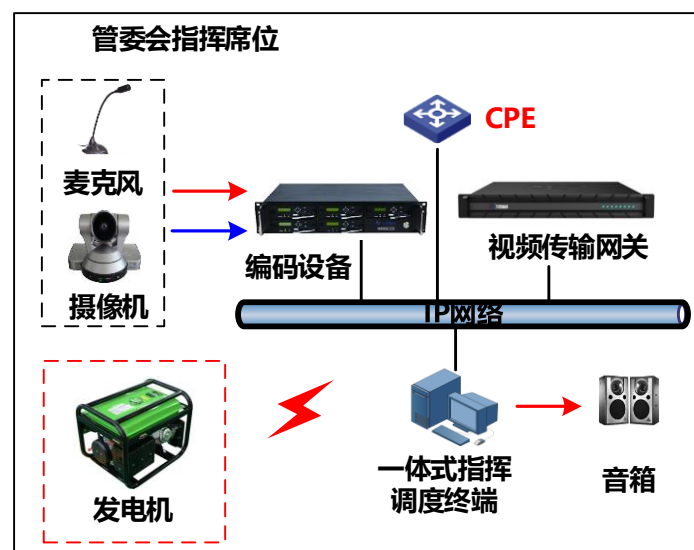 管委会指挥席位
CPE
麦克风
编码设备
视频传输网关
摄像机
IP网络
发电机
一体式指挥
调度终端
音箱